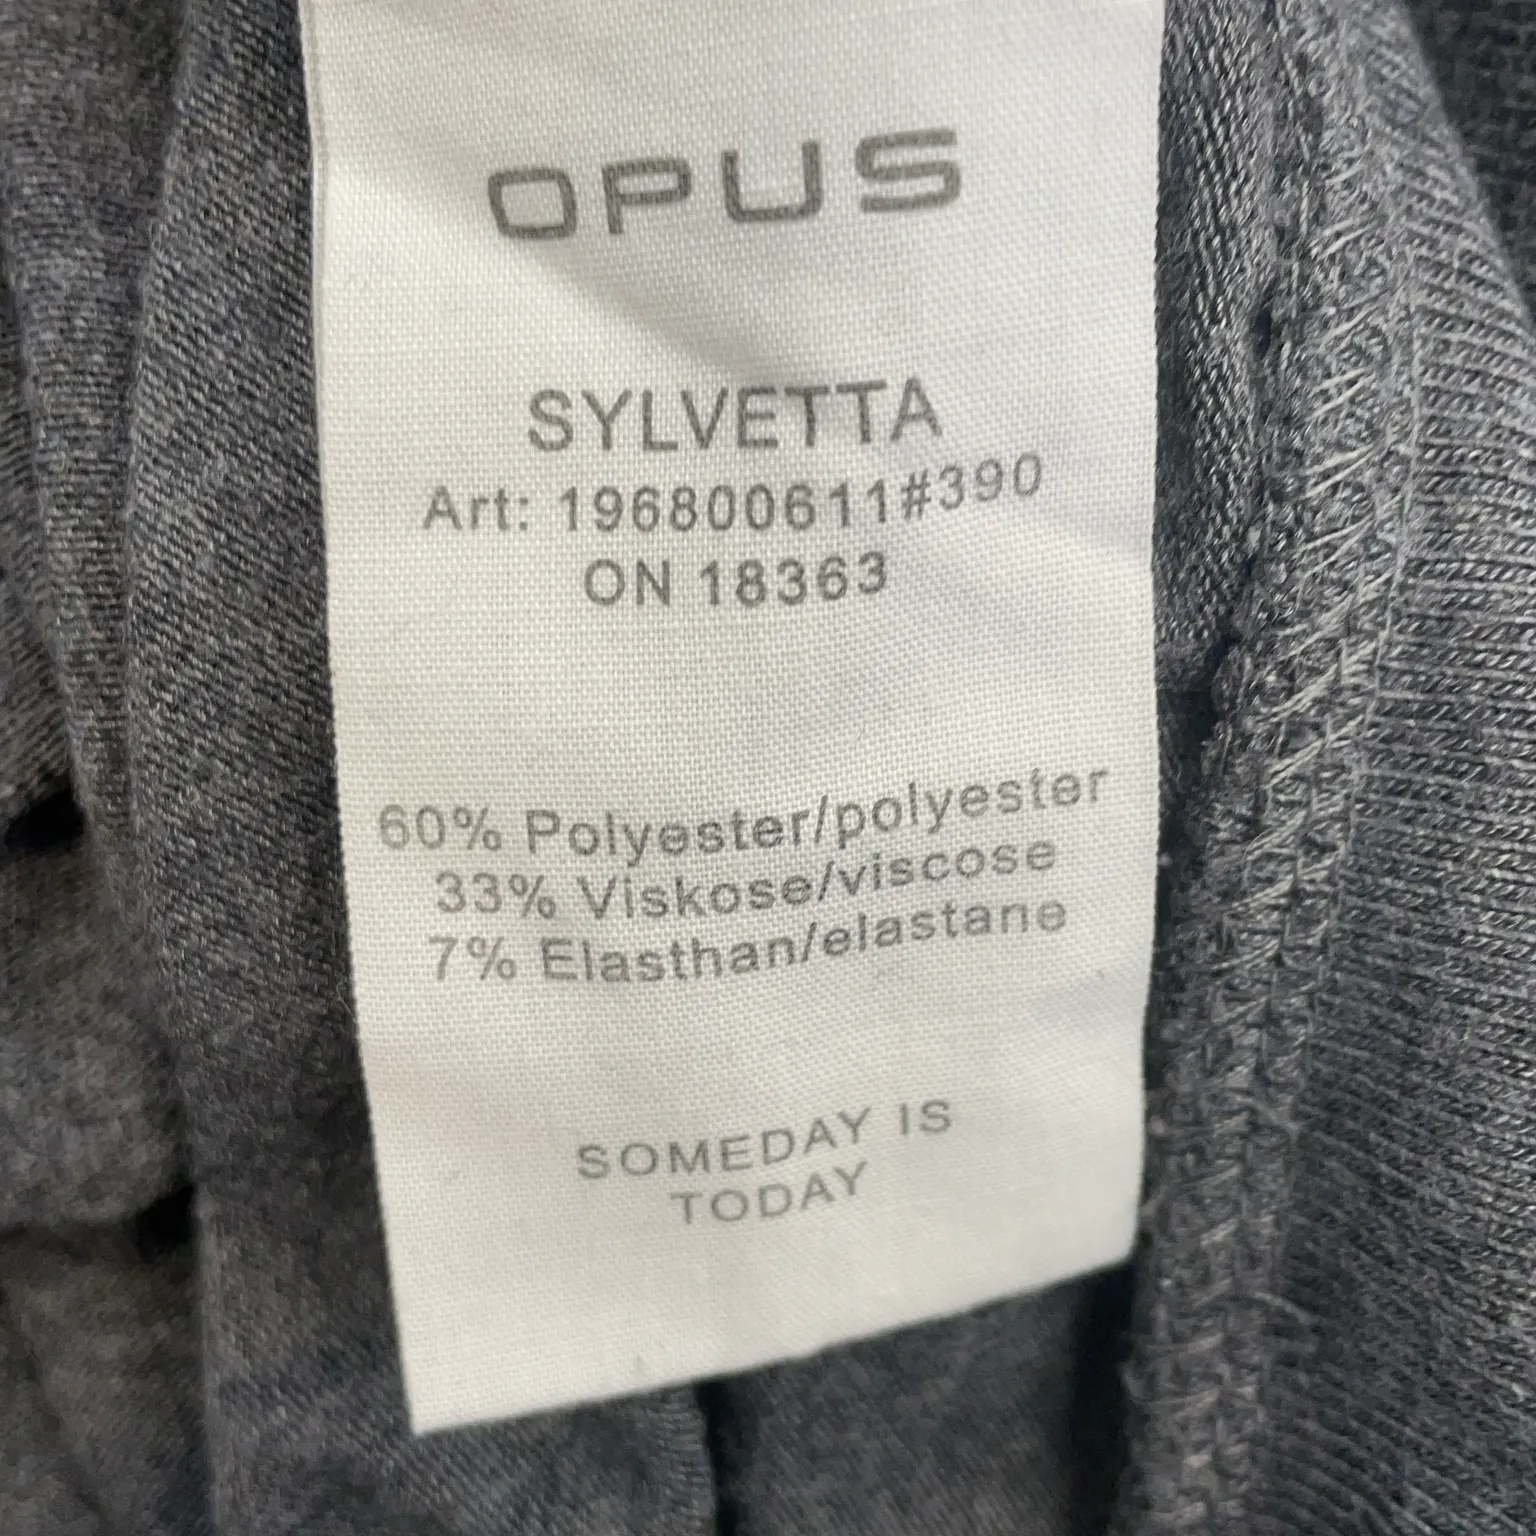 OPUS
SYLVETTA
Art: 196800611#390
ON 18363
60% Polyester/polyester
33% Viskose/viscose
7% Elasthan/elastane
SOMEDAY IS
TODAY